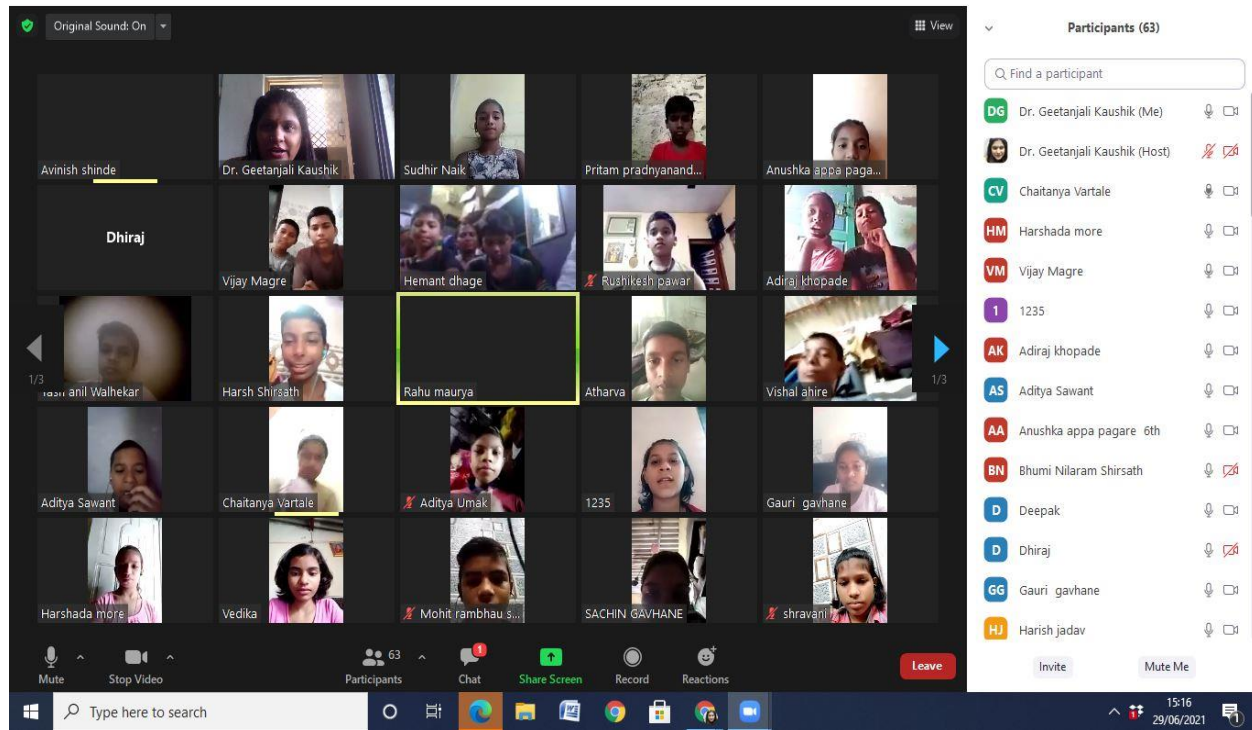 Original Sound: On
View
Avinish shinde
Dr. Geetanjali Kaushik
Sudhir Naik
Pritam pradnyanand...
Anushka appa paga...
Dhiraj
Vijay Magre
Hemant dhage
Rushikesh pawar
Adiraj khopade
1/3
anil Walhekar
Harsh Shirsath
Rahu maurya
Atharva
Vishal ahire
1/3
Aditya Sawant
Chaitanya Vartale
Aditya Umak
1235
Gauri gavhane
Harshada more
Vedika
Mohit rambhau s...
SACHIN GAVHANE
shravani
Mute
Stop Video
63
Participants
1
Chat
Share Screen
Record
Reactions
Leave
Participants (63)
Find a participant
DG Dr. Geetanjali Kaushik (Me)
Dr. Geetanjali Kaushik (Host)
CV Chaitanya Vartale
HM Harshada more
VM Vijay Magre
1 1235
AK Adiraj khopade
AS Aditya Sawant
AA Anushka appa pagare 6th
BN Bhumi Nilaram Shirsath
D Deepak
D Dhiraj
GG Gauri gavhane
HJ Harish jadav
Invite
Mute Me
Type here to search
15:16
29/06/2021
1